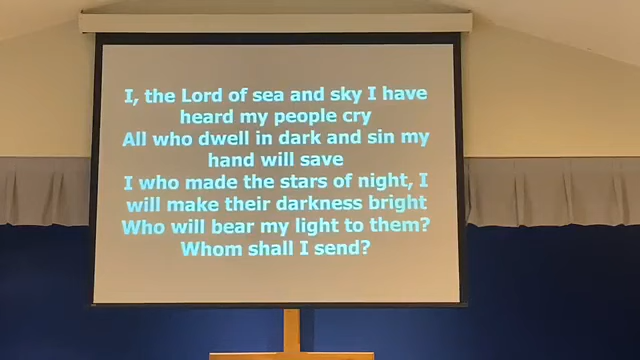 I, the Lord of sea and sky I have
heard my people cry
All who dwell in dark and sin my
hand will save
I who made the stars of night, I
will make their darkness bright
Who will bear my light to them?
Whom shall I send?